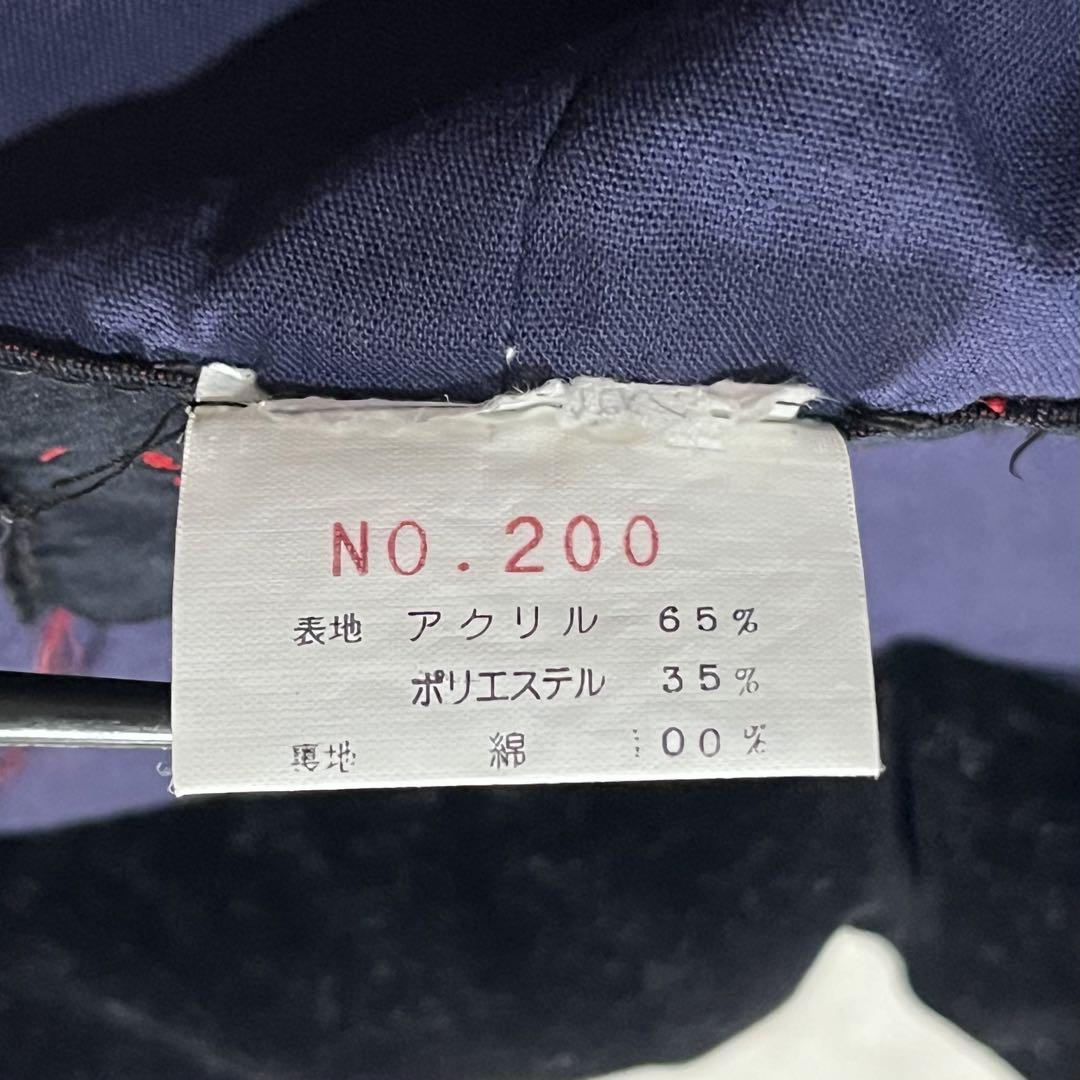 NO.200
表地 アクリル 65%
ポリエステル 35%
裏地 綿 100%